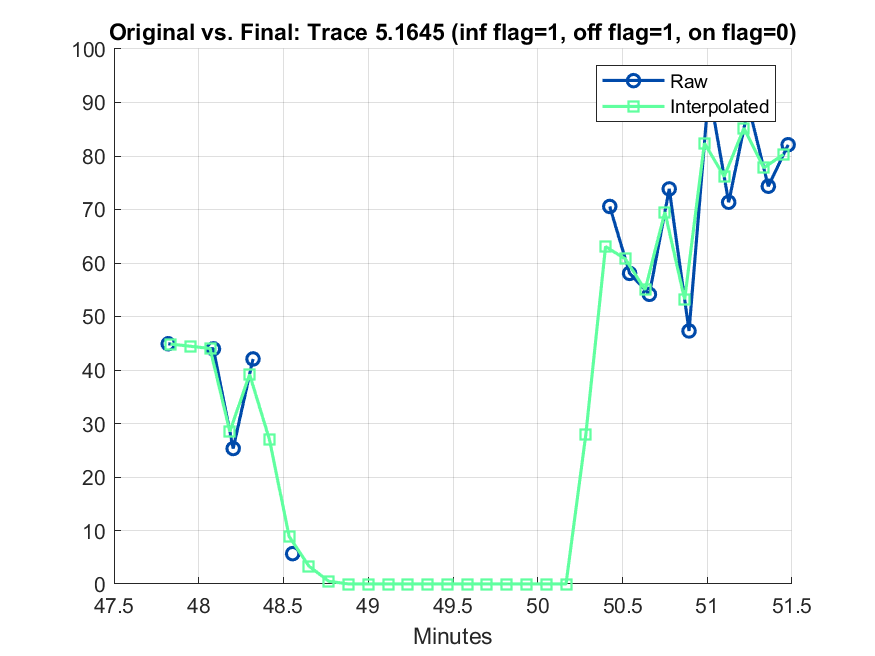 Original vs. Final: Trace 5.1645 (inf flag=1, off flag=1, on flag=0)
100
90
80
70
60
50
40
30
20
10
0
Raw
Interpolated
47.5 48 48.5 49 49.5 50 50.5 51 51.5
Minutes